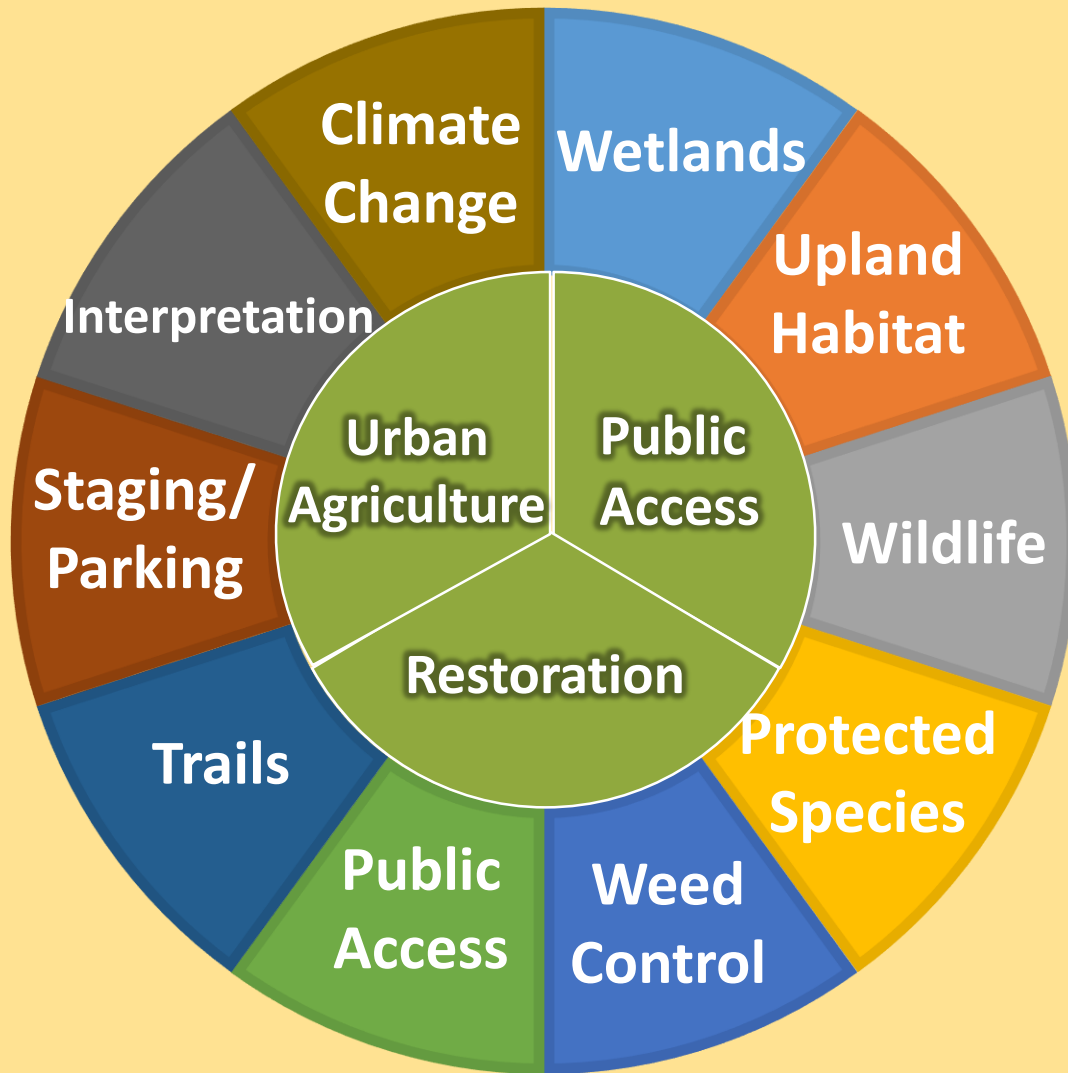 Climate
Change
Wetlands
Upland
Habitat
Wildlife
Protected
Species
Weed
Control
Public
Access
Trails
Staging/
Parking
Interpretation
Urban
Agriculture
Public
Access
Restoration